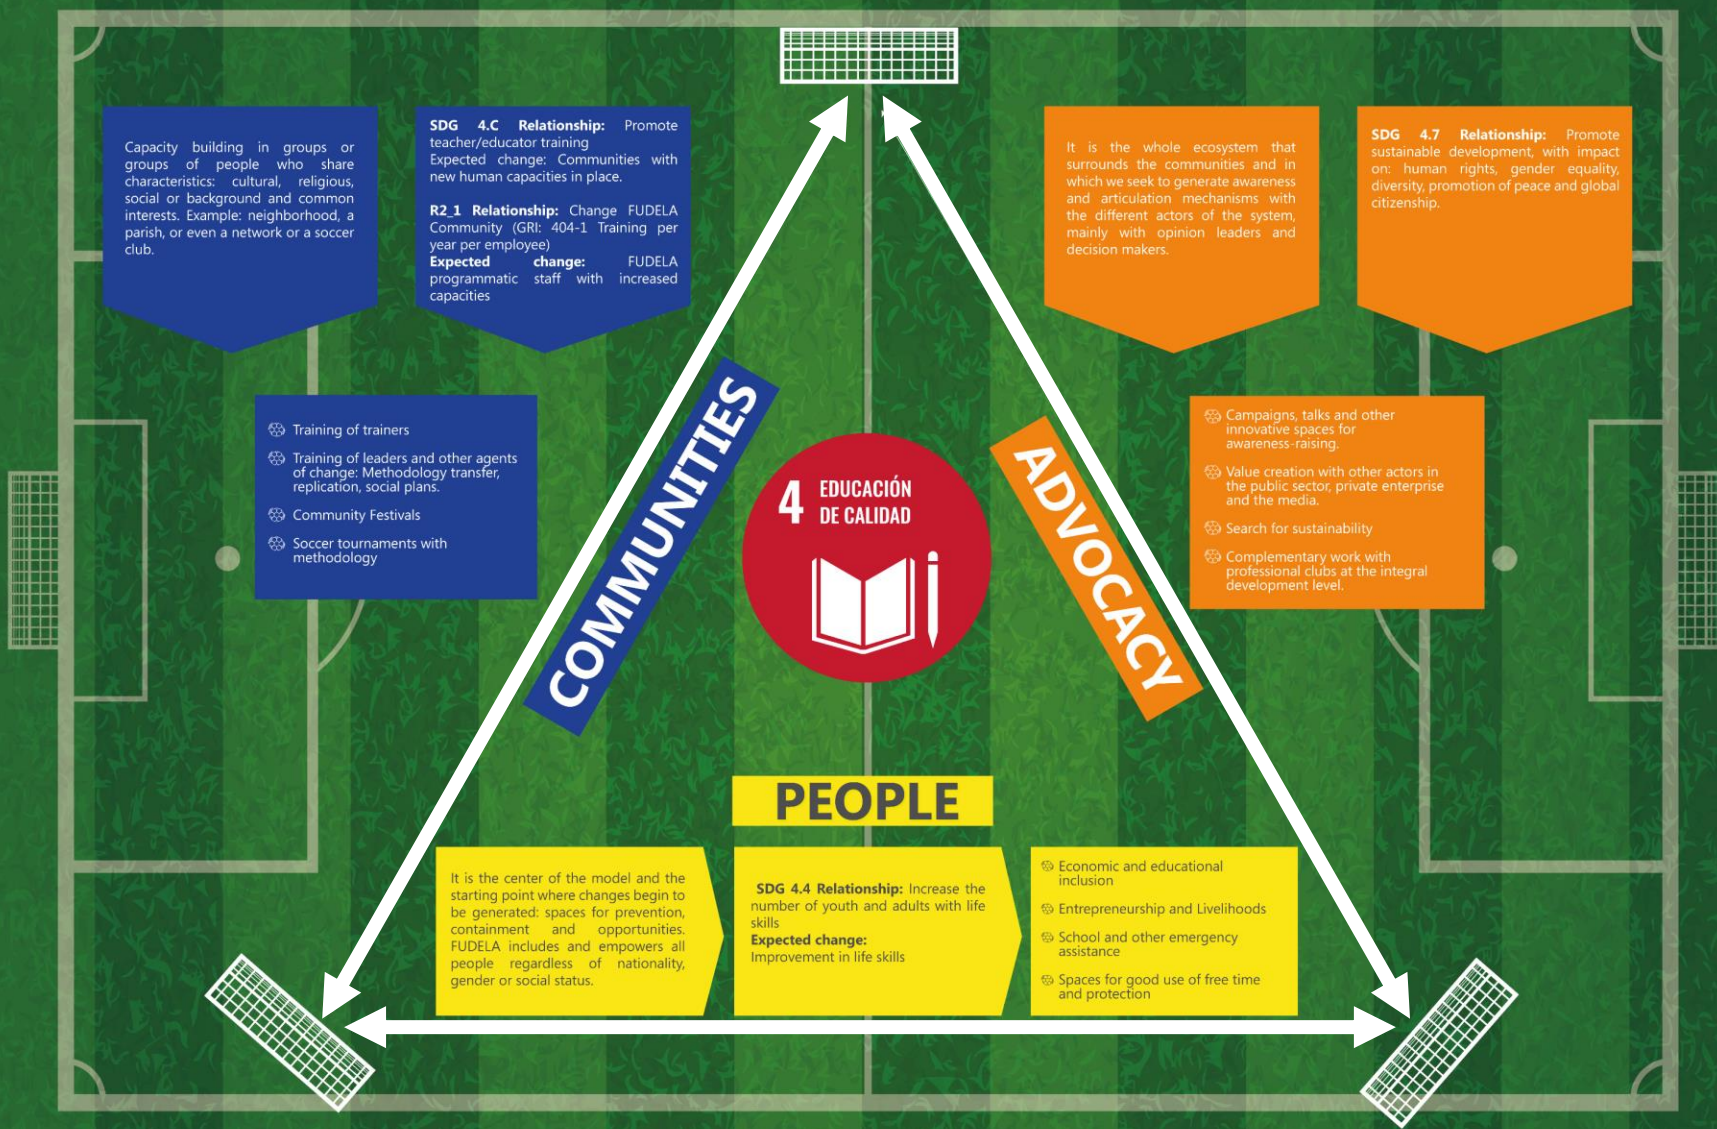 Capacity building in groups or
groups of people who share
characteristics: cultural, religious,
social or background and common
interests. Example: neighborhood, a
parish, or even a network or a soccer
club.
SDG 4.C Relationship: Promote
teacher/educator training
Expected change: Communities with
new human capacities in place.
R2_1 Relationship: Change FUDELA
Community (GRI: 404-1 Training per
year per employee)
Expected change: FUDELA
programmatic staff with increased
capacities
It is the whole ecosystem that
surrounds the communities and in
which we seek to generate awareness
and articulation mechanisms with
the different actors of the system,
mainly with opinion leaders and
decision makers.
SDG 4.7 Relationship: Promote
sustainable development, with impact
on: human rights, gender equality,
diversity, promotion of peace and global
citizenship.
Training of trainers
Training of leaders and other agents
of change: Methodology transfer,
replication, social plans.
Community Festivals
Soccer tournaments with
methodology
COMMUNITIES
4 EDUCACIÓN
DE CALIDAD
ADVOCACY
Campaigns, talks and other
innovative spaces for
awareness-raising.
Value creation with other actors in
the public sector, private enterprise
and the media.
Search for sustainability
Complementary work with
professional clubs at the integral
development level.
PEOPLE
It is the center of the model and the
starting point where changes begin to
be generated: spaces for prevention,
containment and opportunities.
FUDELA includes and empowers all
people regardless of nationality,
gender or social status.
SDG 4.4 Relationship: Increase the
number of youth and adults with life
skills
Expected change:
Improvement in life skills
Economic and educational
inclusion
Entrepreneurship and Livelihoods
School and other emergency
assistance
Spaces for good use of free time
and protection